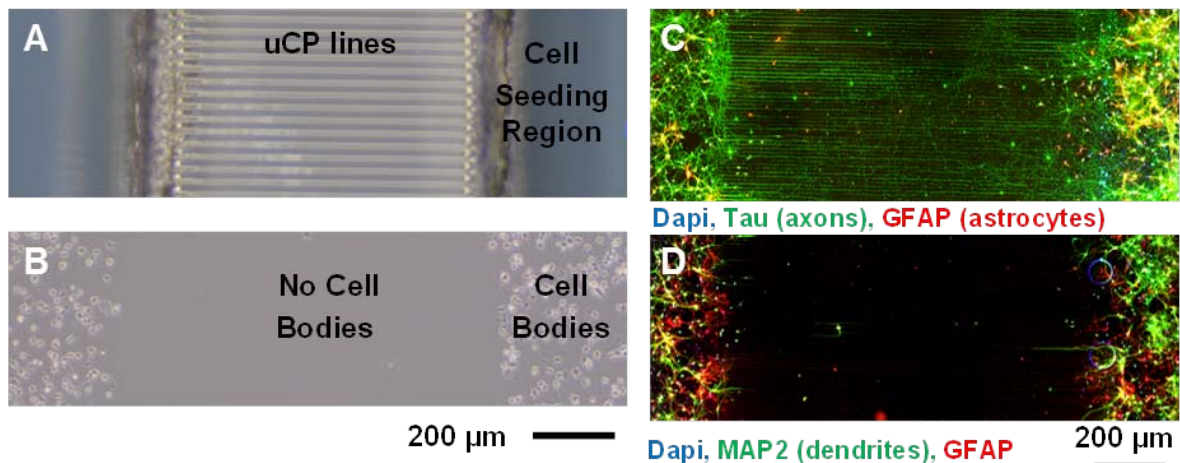 A
uCP lines
Cell
Seeding
Region
B
No Cell
Bodies
Cell
Bodies
200 µm
C
Dapi, Tau (axons), GFAP (astrocytes)
D
Dapi, MAP2 (dendrites), GFAP
200 µm